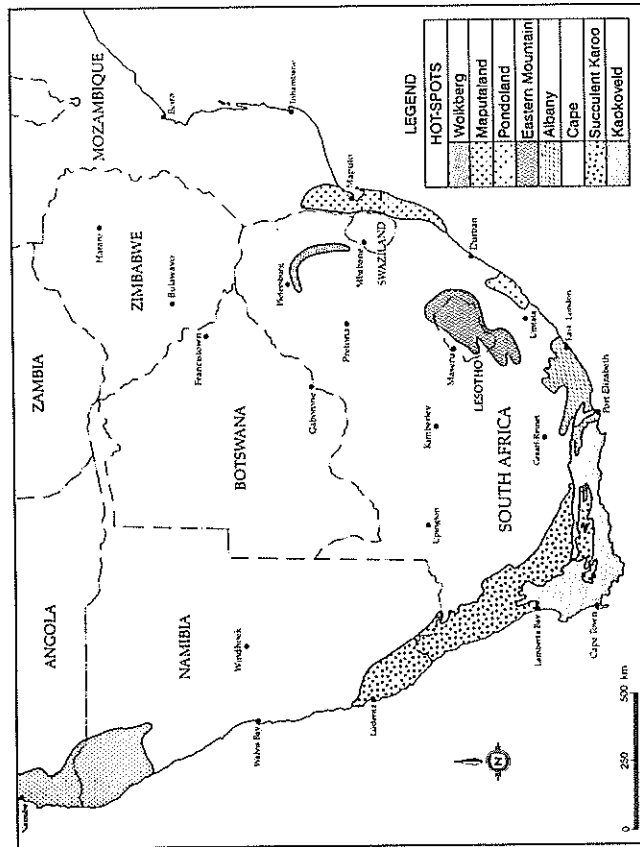 ANGOLA
ZAMBIA
MOZAMBIQUE
Harare
ZIMBABWE
Bulawayo
Beira
NAMIBIA
Windhoek
BOTSWANA
Francistown
Inhambane
Walvis Bay
Gaborone
Pietersburg
Pretoria
Maputo
Mbabane
SWAZILAND
Luderitz
Upington
Kimberley
Maseru
LESOTHO
Durban
SOUTH AFRICA
Umtata
Lamberts Bay
Graaff-Reinet
East London
Cape Town
Port Elizabeth
N
0 250 500 km
LEGEND
HOT-SPOTS
Wolkberg
Maputaland
Pondoland
Eastern Mountain
Albany
Cape
Succulent Karoo
Kaokoveld